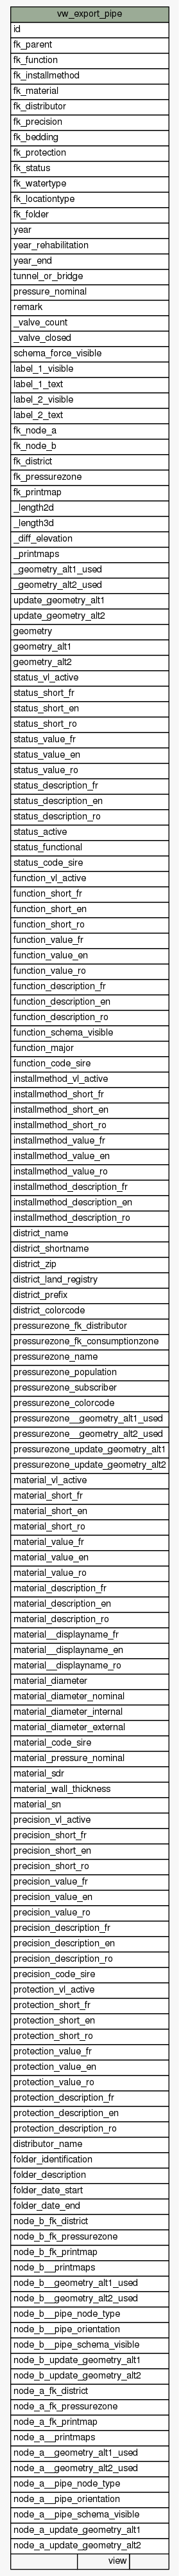 vw_export_pipe
id
fk_parent
fk_function
fk_installmethod
fk_material
fk_distributor
fk_precision
fk_bedding
fk_protection
fk_status
fk_watertype
fk_locationtype
fk_folder
year
year_rehabilitation
year_end
tunnel_or_bridge
pressure_nominal
remark
_valve_count
_valve_closed
schema_force_visible
label_1_visible
label_1_text
label_2_visible
label_2_text
fk_node_a
fk_node_b
fk_district
fk_pressurezone
fk_printmap
_length2d
_length3d
_diff_elevation
_printmaps
_geometry_alt1_used
_geometry_alt2_used
update_geometry_alt1
update_geometry_alt2
geometry
geometry_alt1
geometry_alt2
status_vl_active
status_short_fr
status_short_en
status_short_ro
status_value_fr
status_value_en
status_value_ro
status_description_fr
status_description_en
status_description_ro
status_active
status_functional
status_code_sire
function_vl_active
function_short_fr
function_short_en
function_short_ro
function_value_fr
function_value_en
function_value_ro
function_description_fr
function_description_en
function_description_ro
function_schema_visible
function_major
function_code_sire
installmethod_vl_active
installmethod_short_fr
installmethod_short_en
installmethod_short_ro
installmethod_value_fr
installmethod_value_en
installmethod_value_ro
installmethod_description_fr
installmethod_description_en
installmethod_description_ro
district_name
district_shortname
district_zip
district_land_registry
district_prefix
district_colorcode
pressurezone_fk_distributor
pressurezone_fk_consumptionzone
pressurezone_name
pressurezone_population
pressurezone_subscriber
pressurezone_colorcode
pressurezone__geometry_alt1_used
pressurezone__geometry_alt2_used
pressurezone_update_geometry_alt1
pressurezone_update_geometry_alt2
material_vl_active
material_short_fr
material_short_en
material_short_ro
material_value_fr
material_value_en
material_value_ro
material_description_fr
material_description_en
material_description_ro
material__displayname_fr
material__displayname_en
material__displayname_ro
material_diameter
material_diameter_nominal
material_diameter_internal
material_diameter_external
material_code_sire
material_pressure_nominal
material_sdr
material_wall_thickness
material_sn
precision_vl_active
precision_short_fr
precision_short_en
precision_short_ro
precision_value_fr
precision_value_en
precision_value_ro
precision_description_fr
precision_description_en
precision_description_ro
precision_code_sire
protection_vl_active
protection_short_fr
protection_short_en
protection_short_ro
protection_value_fr
protection_value_en
protection_value_ro
protection_description_fr
protection_description_en
protection_description_ro
distributor_name
folder_identification
folder_description
folder_date_start
folder_date_end
node_b_fk_district
node_b_fk_pressurezone
node_b_fk_printmap
node_b__printmaps
node_b__geometry_alt1_used
node_b__geometry_alt2_used
node_b__pipe_node_type
node_b__pipe_orientation
node_b__pipe_schema_visible
node_b_update_geometry_alt1
node_b_update_geometry_alt2
node_a_fk_district
node_a_fk_pressurezone
node_a_fk_printmap
node_a__printmaps
node_a__geometry_alt1_used
node_a__geometry_alt2_used
node_a__pipe_node_type
node_a__pipe_orientation
node_a__pipe_schema_visible
node_a_update_geometry_alt1
node_a_update_geometry_alt2
view